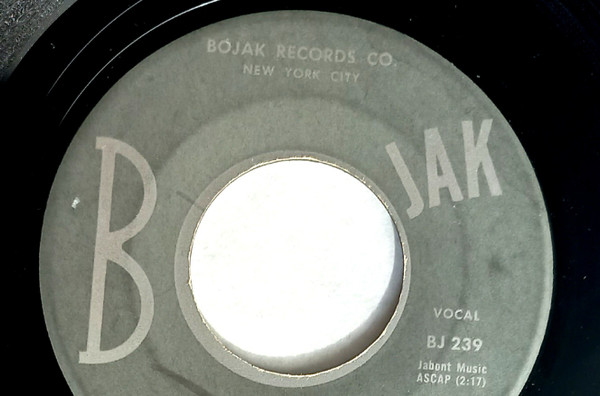 BOJAK RECORDS CO.
NEW YORK CITY
B JAK
VOCAL
BJ 239
Jabont Music
ASCAP (2:17)